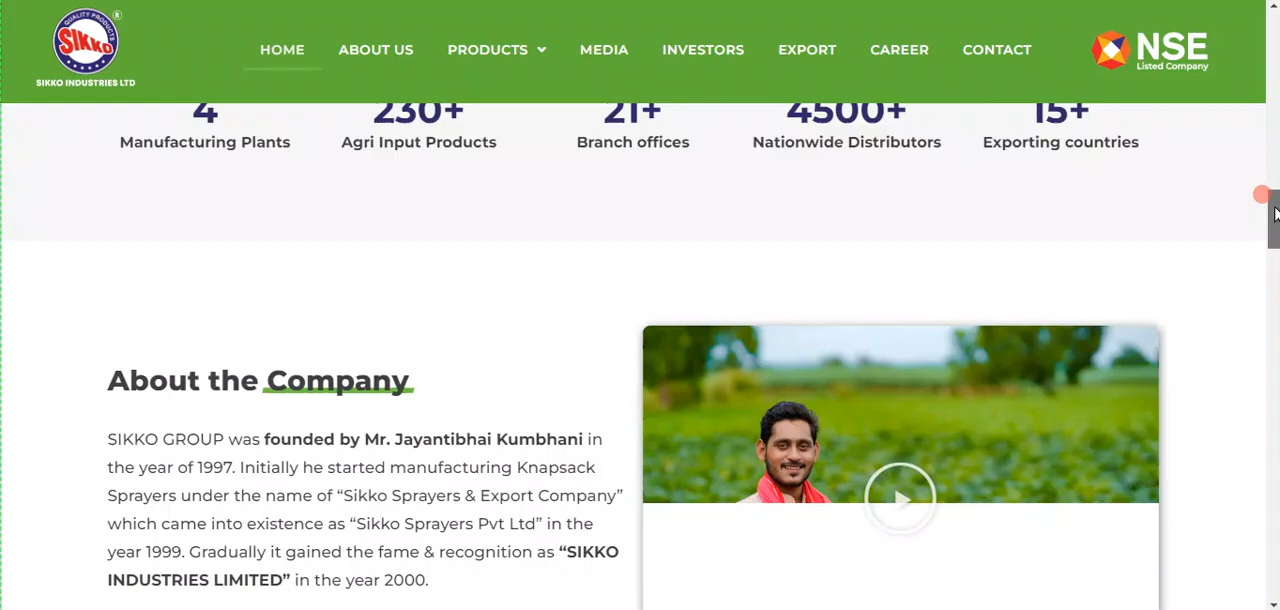 QUALITY PRODUCTS
®
SIKKO
SIKKO INDUSTRIES LTD
HOME
ABOUT US
PRODUCTS
MEDIA
INVESTORS
EXPORT
CAREER
CONTACT
NSE
Listed Company
4
230+
21+
4500+
15+
Manufacturing Plants
Agri Input Products
Branch offices
Nationwide Distributors
Exporting countries
About the Company
SIKKO GROUP was founded by Mr. Jayantibhai Kumbhani in
the year of 1997. Initially he started manufacturing Knapsack
Sprayers under the name of “Sikko Sprayers & Export Company”
which came into existence as “Sikko Sprayers Pvt Ltd” in the
year 1999. Gradually it gained the fame & recognition as “SIKKO
INDUSTRIES LIMITED” in the year 2000.